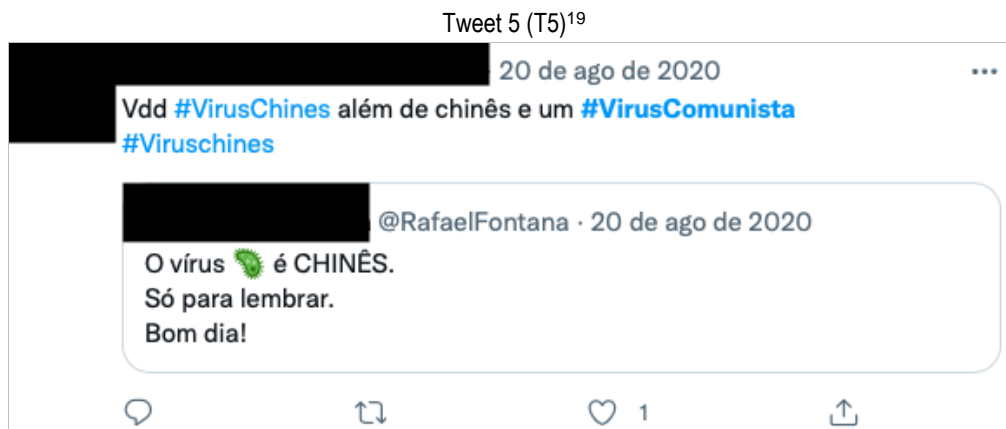 Tweet 5 (T5)19
20 de ago de 2020
Vdd #VirusChines além de chinês e um #VirusComunista
#Viruschines
@RafaelFontana · 20 de ago de 2020
O vírus 🦠 é CHINÊS.
Só para lembrar.
Bom dia!
1